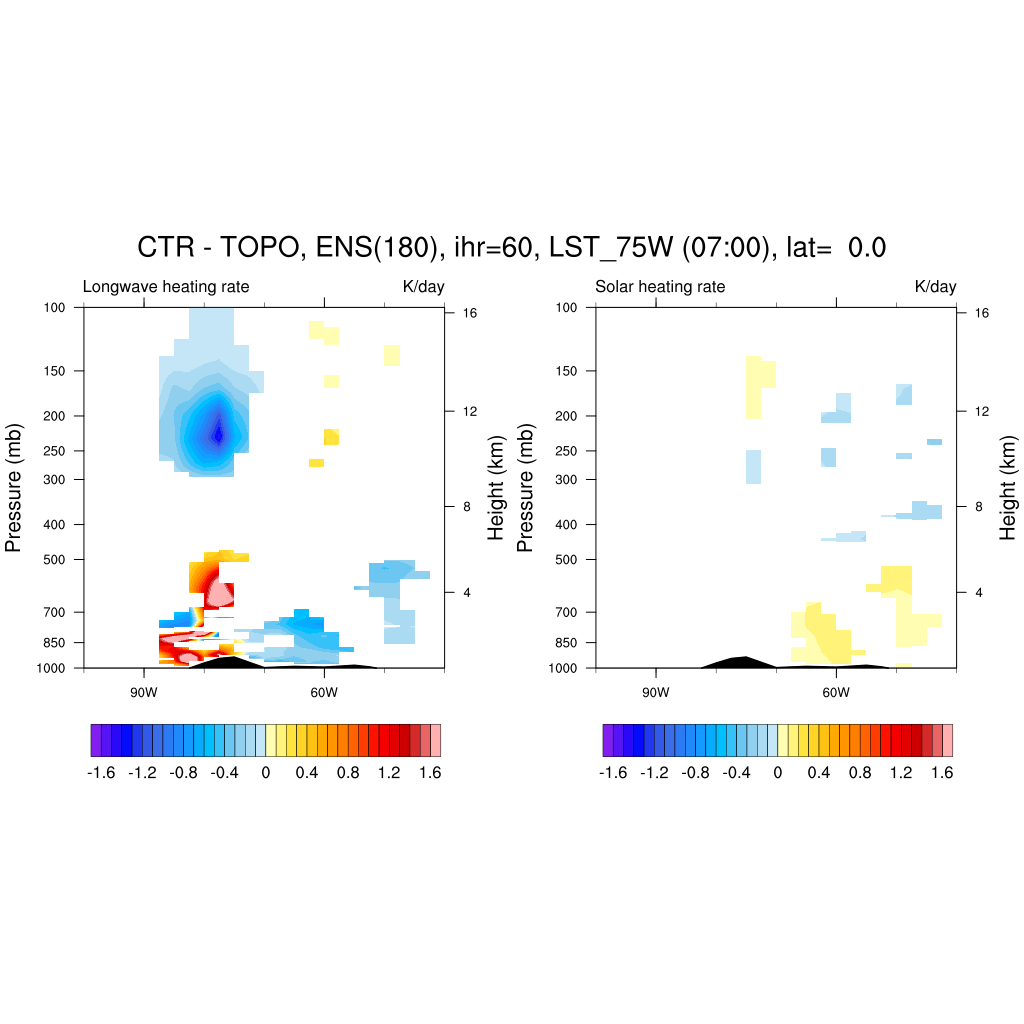 CTR - TOPO, ENS(180), ihr=60, LST_75W (07:00), lat=  0.0
Longwave heating rate K/day
Pressure (mb)
100
150
200
250
300
400
500
700
850
1000
16
12
8
4
Height (km)
90W 60W
-1.6 -1.2 -0.8 -0.4 0 0.4 0.8 1.2 1.6
Solar heating rate K/day
Pressure (mb)
100
150
200
250
300
400
500
700
850
1000
16
12
8
4
Height (km)
90W 60W
-1.6 -1.2 -0.8 -0.4 0 0.4 0.8 1.2 1.6